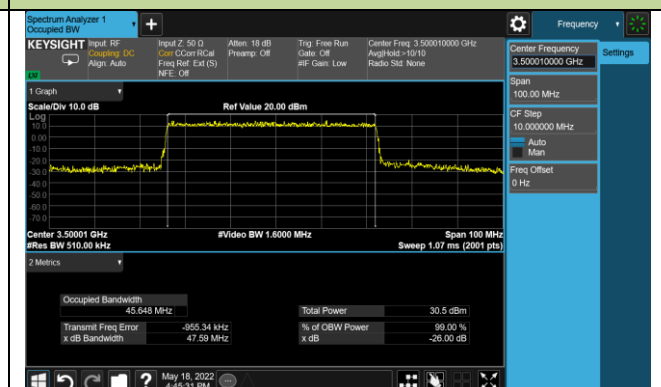 Spectrum Analyzer 1
Occupied BW
Frequency
KEYSIGHT
Input: RF
Coupling: DC
Align: Auto
Input Z: 50 Ω
Corr CCorr RCal
Freq Ref: Ext (S)
NFE: Off
Atten: 18 dB
Preamp: Off
Trig: Free Run
Gate: Off
#IF Gain: Low
Center Freq: 3.500010000 GHz
Avg|Hold:>10/10
Radio Std: None
Center Frequency
3.500010000 GHz
Settings
Span
100.00 MHz
CF Step
10.000000 MHz
Auto
Man
Freq Offset
0 Hz
1 Graph
Scale/Div 10.0 dB
Ref Value 20.00 dBm
Log
10.0
0.00
-10.0
-20.0
-30.0
-40.0
-50.0
-60.0
-70.0
Center 3.50001 GHz
#Video BW 1.6000 MHz
Span 100 MHz
#Res BW 510.00 kHz
Sweep 1.07 ms (2001 pts)
2 Metrics
Occupied Bandwidth
45.648 MHz
Total Power
30.5 dBm
Transmit Freq Error
-955.34 kHz
% of OBW Power
99.00 %
x dB Bandwidth
47.59 MHz
x dB
-26.00 dB
?
May 18, 2022
4:45:31 PM